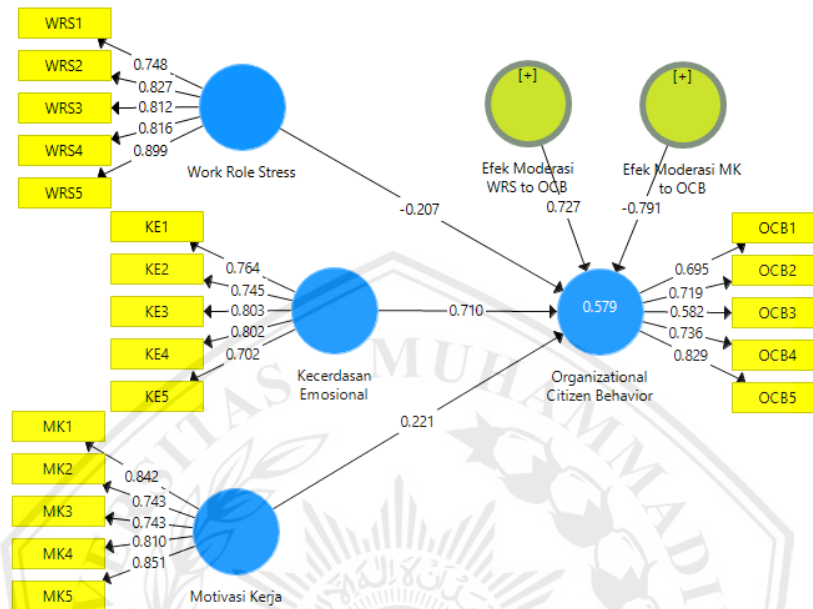 WRS1
WRS2
WRS3
WRS4
WRS5
0.748
0.827
0.812
0.816
0.899
Work Role Stress
[+]
Efek Moderasi
WRS to OCB
[+]
Efek Moderasi MK
to OCB
0.727
-0.791
-0.207
KE1
KE2
KE3
KE4
KE5
0.764
0.745
0.803
0.802
0.702
Kecerdasan
Emosional
0.710
0.579
Organizational
Citizen Behavior
0.695
0.719
0.582
0.736
0.829
OCB1
OCB2
OCB3
OCB4
OCB5
0.221
MK1
MK2
MK3
MK4
MK5
0.842
0.743
0.743
0.810
0.851
Motivasi Kerja
MUHAMMADI